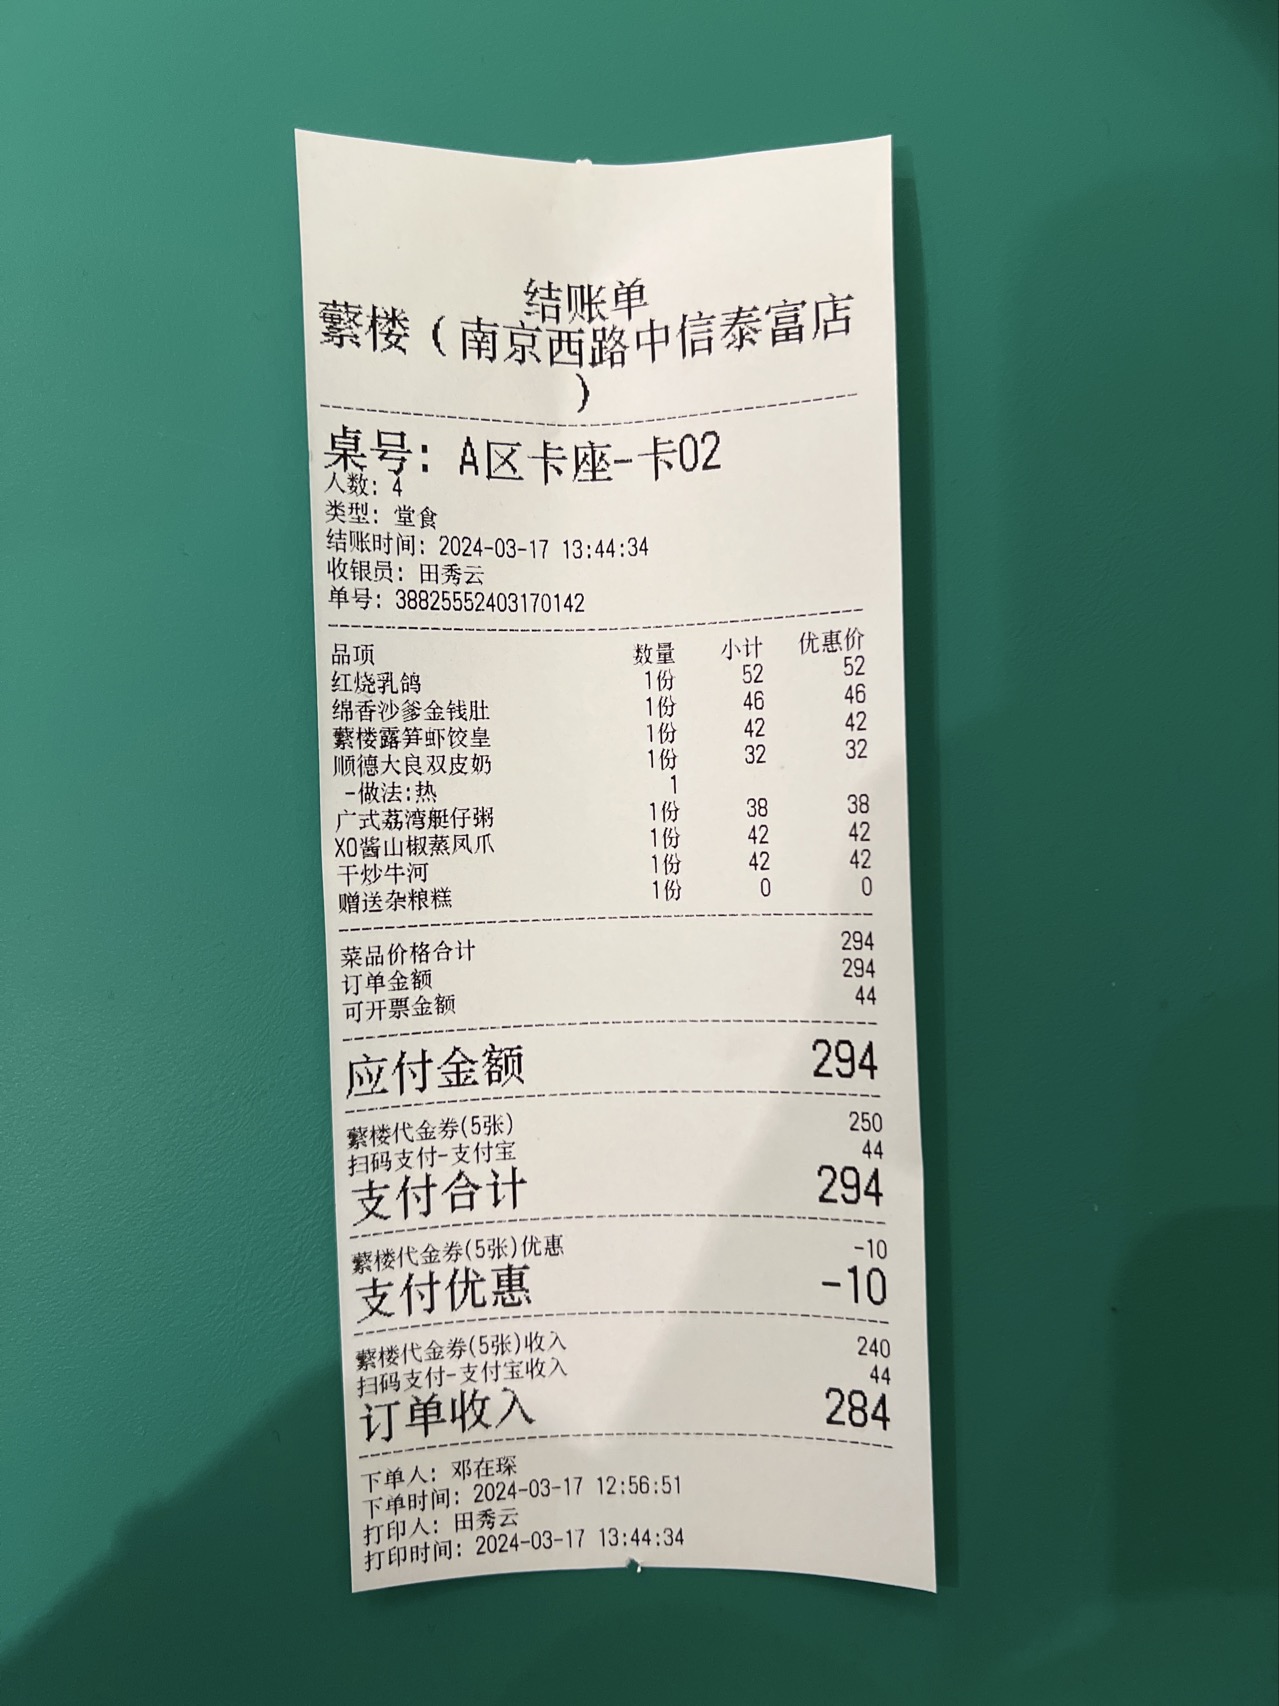 结账单
蘩楼（南京西路中信泰富店
）
桌号: A区卡座-卡02
人数: 4
类型: 堂食
结账时间: 2024-03-17 13:44:34
收银员: 田秀云
单号: 38825552403170142
品项 数量 小计 优惠价
红烧乳鸽 1份 52 52
绵香沙爹金钱肚 1份 46 46
蘩楼露笋虾饺皇 1份 42 42
顺德大良双皮奶 1份 32 32
-做法:热 1
广式荔湾艇仔粥 1份 38 38
XO酱山椒蒸凤爪 1份 42 42
干炒牛河 1份 42 42
赠送杂粮糕 1份 0 0
菜品价格合计 294
订单金额 294
可开票金额 44
应付金额 294
蘩楼代金券(5张) 250
扫码支付-支付宝 44
支付合计 294
蘩楼代金券(5张)优惠 -10
支付优惠 -10
蘩楼代金券(5张)收入 240
扫码支付-支付宝收入 44
订单收入 284
下单人: 邓在琛
下单时间: 2024-03-17 12:56:51
打印人: 田秀云
打印时间: 2024-03-17 13:44:34